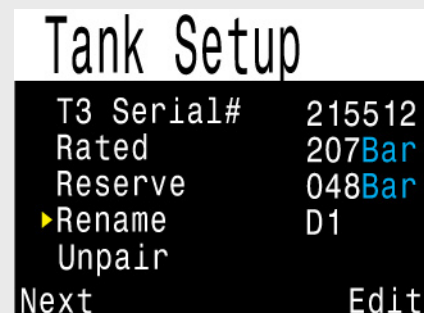 Tank Setup
T3 Serial# 215512
Rated 207Bar
Reserve 048Bar
Rename D1
Unpair
Next Edit